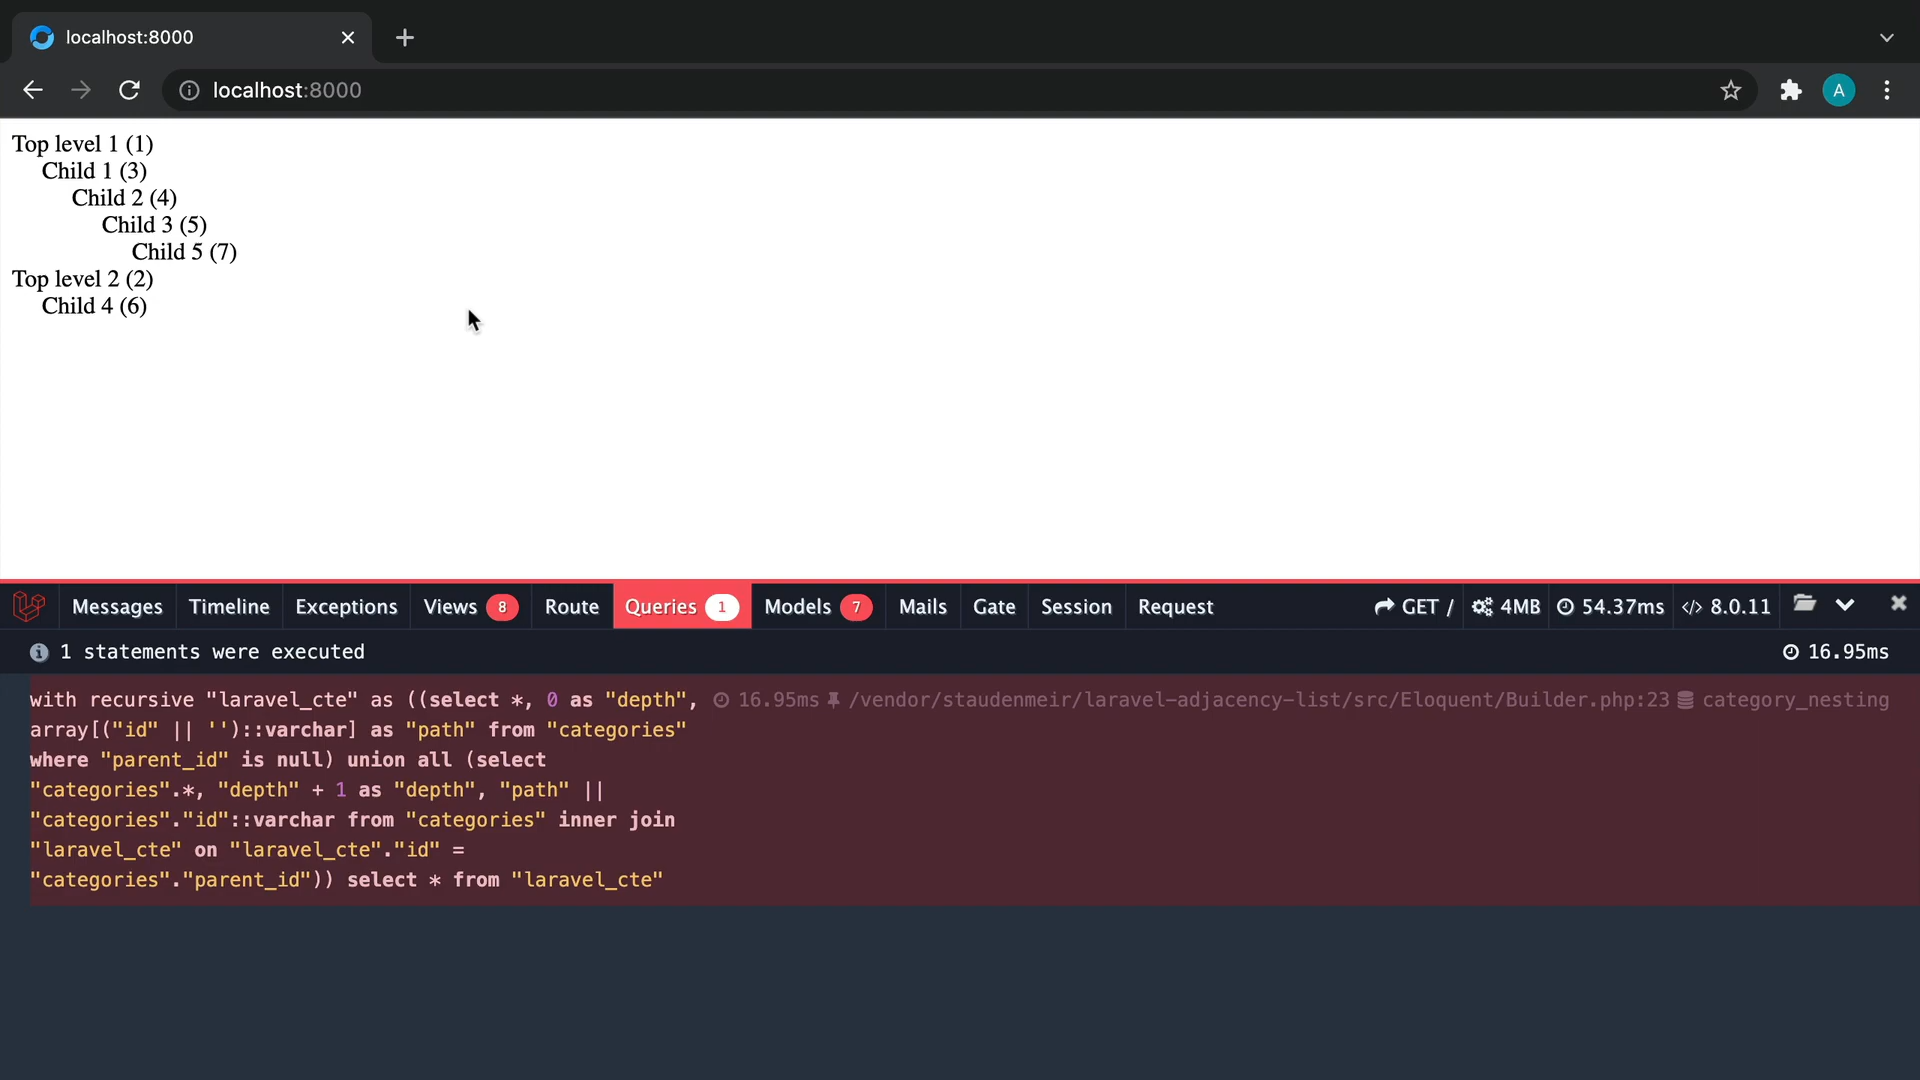 localhost:8000
localhost:8000
A
Top level 1 (1)
Child 1 (3)
Child 2 (4)
Child 3 (5)
Child 5 (7)
Top level 2 (2)
Child 4 (6)
Messages Timeline Exceptions Views 8 Route Queries 1 Models 7 Mails Gate Session Request GET / 4MB 54.37ms 8.0.11
1 statements were executed 16.95ms
with recursive "laravel_cte" as ((select *, 0 as "depth", 16.95ms /vendor/staudenmeir/laravel-adjacency-list/src/Eloquent/Builder.php:23 category_nesting
array[("id" || '')::varchar] as "path" from "categories"
where "parent_id" is null) union all (select
"categories".*, "depth" + 1 as "depth", "path" ||
"categories"."id"::varchar from "categories" inner join
"laravel_cte" on "laravel_cte"."id" =
"categories"."parent_id")) select * from "laravel_cte"